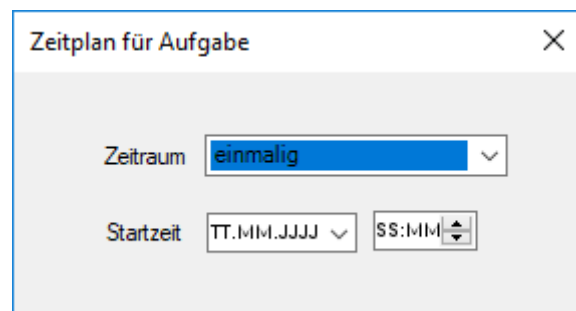 Zeitplan für Aufgabe
Zeitraum einmalig
Startzeit TT.MM.JJJJ SS:MM